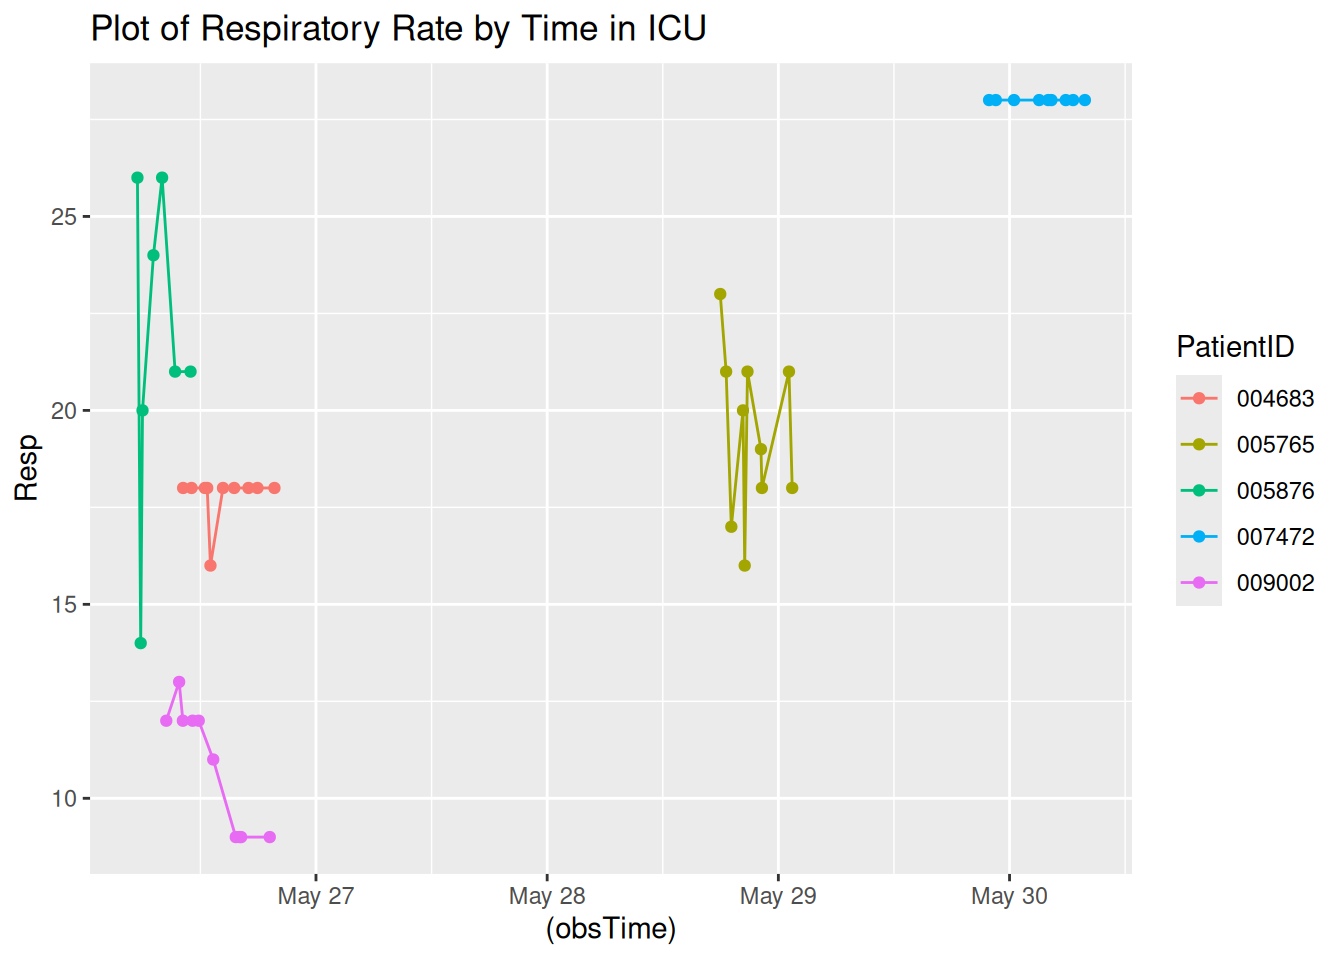 Plot of Respiratory Rate by Time in ICU
Resp
25
20
15
10
May 27 May 28 May 29 May 30
(obsTime)
PatientID
004683
005765
005876
007472
009002